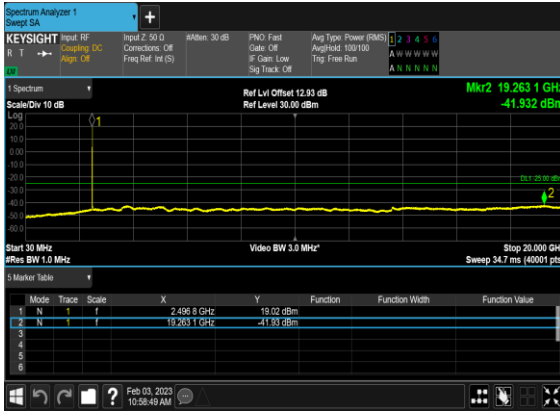 Spectrum Analyzer 1
Swept SA
+
KEYSIGHT Input: RF Input Z: 50 Ω #Atten: 30 dB PNO: Fast Avg Type: Power (RMS) 1 2 3 4 5 6
R T Coupling: DC Corrections: Off Gate: Off Avg|Hold: 100/100 A W W W W W
Align: Off Freq Ref: Int (S) IF Gain: Low Trig: Free Run
Sig Track: Off A N N N N N
1 Spectrum Ref Lvl Offset 12.93 dB Mkr2 19.263 1 GHz
Scale/Div 10 dB Ref Level 30.00 dBm -41.932 dBm
Log
1
20.0
10.0
0.00
-10.0
-20.0
DL1 -25.00 dBm
-30.0
2
-40.0
-50.0
-60.0
Start 30 MHz Video BW 3.0 MHz* Stop 20.000 GH
#Res BW 1.0 MHz Sweep 34.7 ms (40001 pts
5 Marker Table
Mode Trace Scale X Y Function Function Width Function Value
1 N 1 f 2.496 8 GHz 19.02 dBm
2 N 1 f 19.263 1 GHz -41.93 dBm
3
4
5
6
? Feb 03, 2023
10:58:49 AM